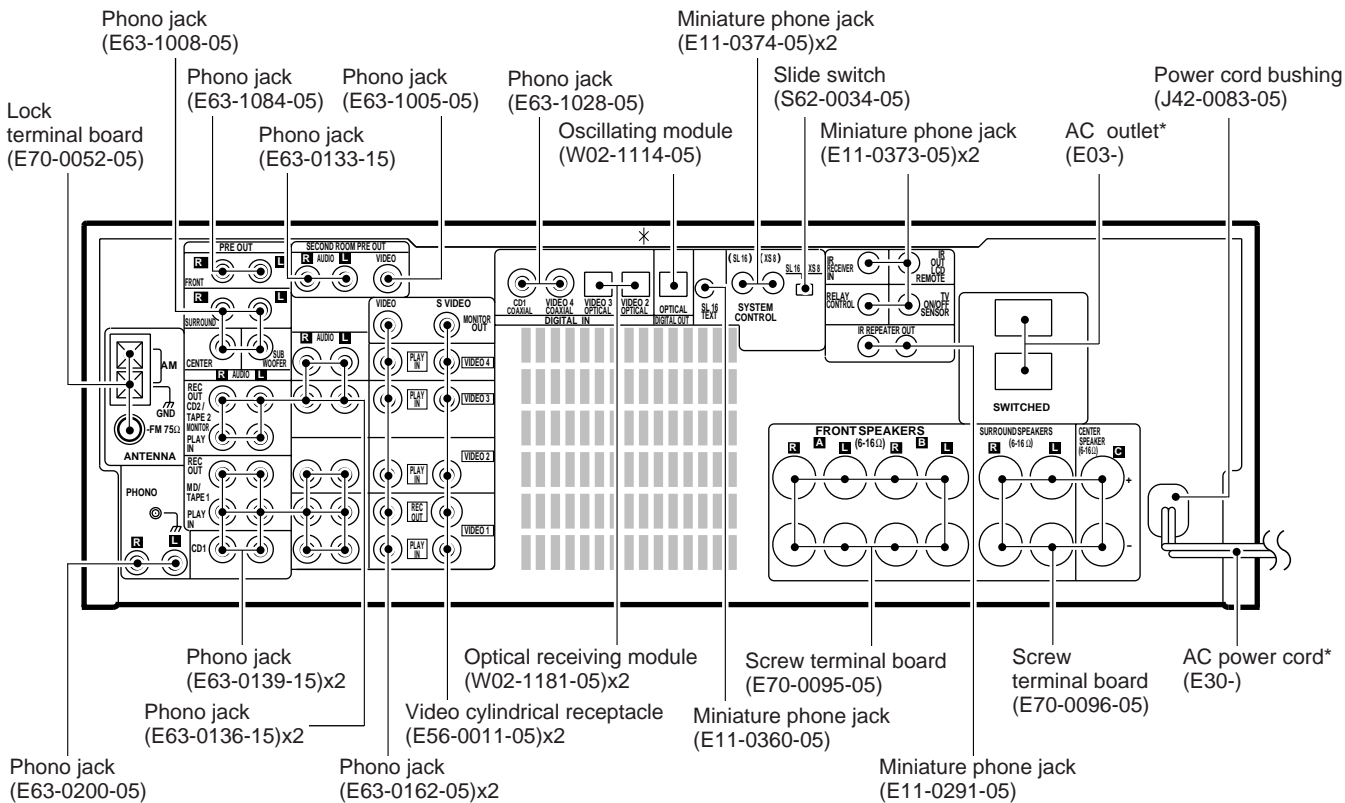 Phono jack
(E63-1008-05)
Miniature phone jack
(E11-0374-05)x2
Phono jack
(E63-1084-05)
Phono jack
(E63-1005-05)
Phono jack
(E63-1028-05)
Slide switch
(S62-0034-05)
Power cord bushing
(J42-0083-05)
Lock
terminal board
(E70-0052-05)
Phono jack
(E63-0133-15)
Oscillating module
(W02-1114-05)
Miniature phone jack
(E11-0373-05)x2
AC outlet*
(E03-)
PRE OUT
R L
FRONT
R L
SURROUND
CENTER
SUB
WOOFER
SECOND ROOM PRE OUT
R AUDIO L
VIDEO
VIDEO
S VIDEO
MONITOR
OUT
R AUDIO L
PLAY
IN
VIDEO 4
PLAY
IN
VIDEO 3
VIDEO 2
PLAY
IN
REC
OUT
VIDEO 1
PLAY
IN
CD1
COAXIAL
VIDEO 4
COAXIAL
VIDEO 3
OPTICAL
VIDEO 2
OPTICAL
DIGITAL IN
OPTICAL
DIGITAL OUT
SL 16
TEXT
(SL 16) (XS 8)
SL 16 XS 8
SYSTEM
CONTROL
IR
RECEIVER
IN
IR
OUT
LCD
REMOTE
RELAY
CONTROL
TV
ON/OFF
SENSOR
IR REPEATER OUT
SWITCHED
AM
GND
FM 75Ω
ANTENNA
R AUDIO L
REC
OUT
CD2 /
TAPE 2
MONITOR
PLAY
IN
REC
OUT
MD/
TAPE 1
PLAY
IN
CD1
PHONO
R L
FRONT SPEAKERS
(6-16Ω)
R A L R B L
SURROUND SPEAKERS
(6-16Ω)
R L
CENTER
SPEAKER
(6-16Ω)
C
+
-
Phono jack
(E63-0139-15)x2
Optical receiving module
(W02-1181-05)x2
Screw terminal board
(E70-0095-05)
Screw
terminal board
(E70-0096-05)
AC power cord*
(E30-)
Phono jack
(E63-0136-15)x2
Video cylindrical receptacle
(E56-0011-05)x2
Miniature phone jack
(E11-0360-05)
Phono jack
(E63-0200-05)
Phono jack
(E63-0162-05)x2
Miniature phone jack
(E11-0291-05)